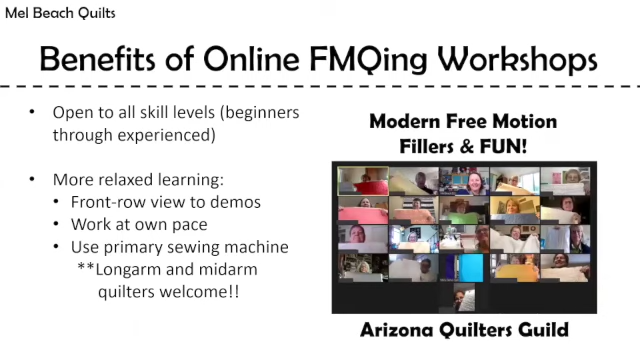 Mel Beach Quilts
Benefits of Online FMQing Workshops
• Open to all skill levels (beginners
through experienced)
• More relaxed learning:
• Front-row view to demos
• Work at own pace
• Use primary sewing machine
**Longarm and midarm
quilters welcome!!
Modern Free Motion
Fillers & FUN!
Arizona Quilters Guild